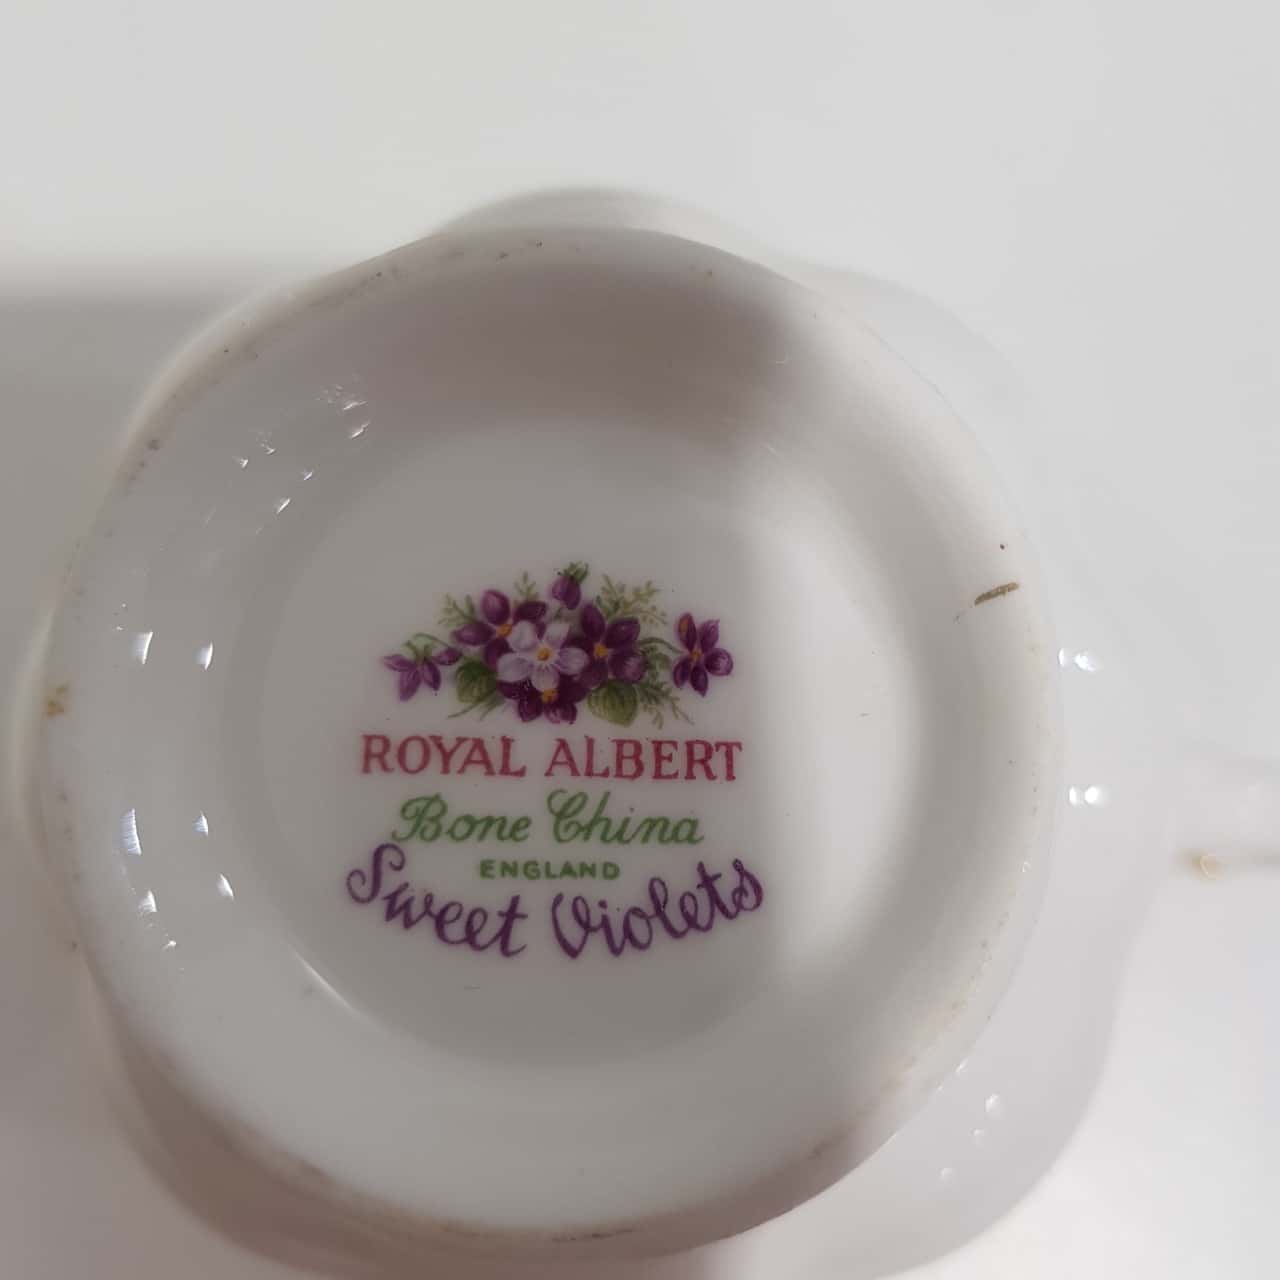 ROYAL ALBERT
Bone China
ENGLAND
Sweet Violets